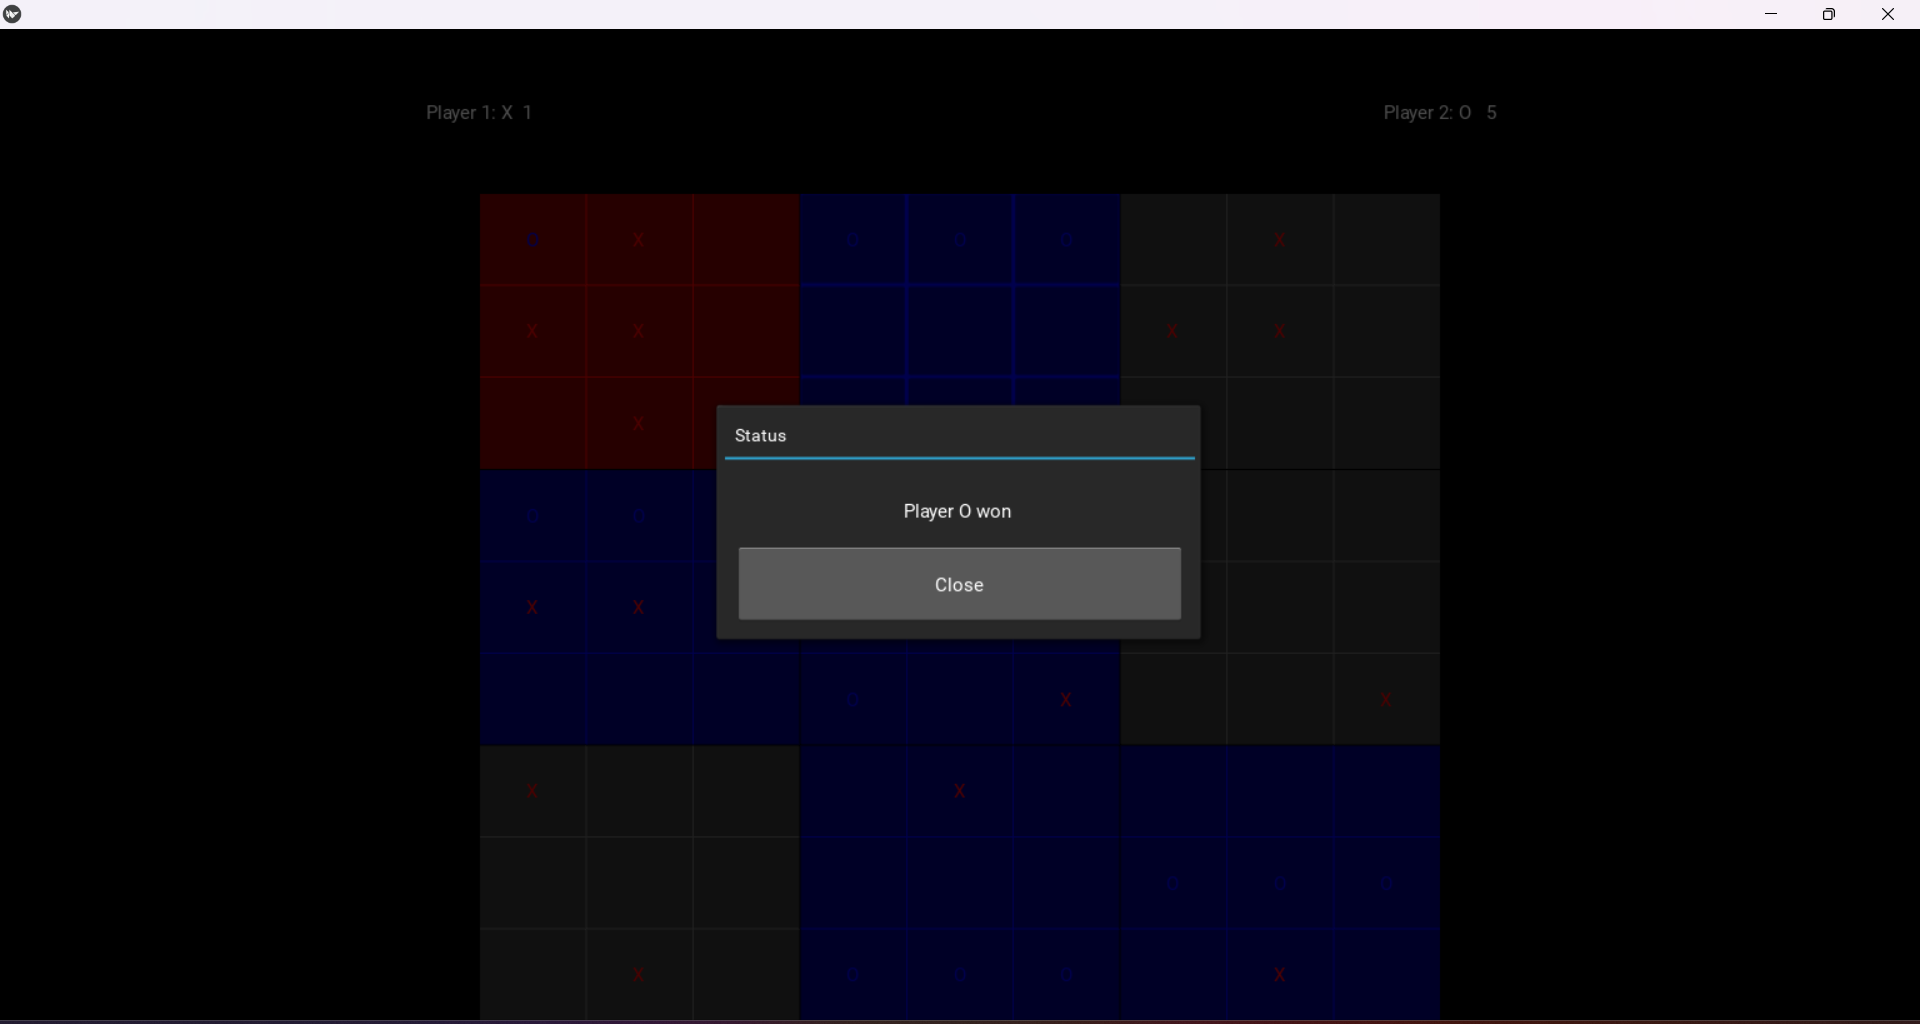 Player 1: X 1
Player 2: O 5
O X O O O X
X X X X
X
Status
Player O won
Close
O O
X X
O X X
X X
O O O
X O O O X